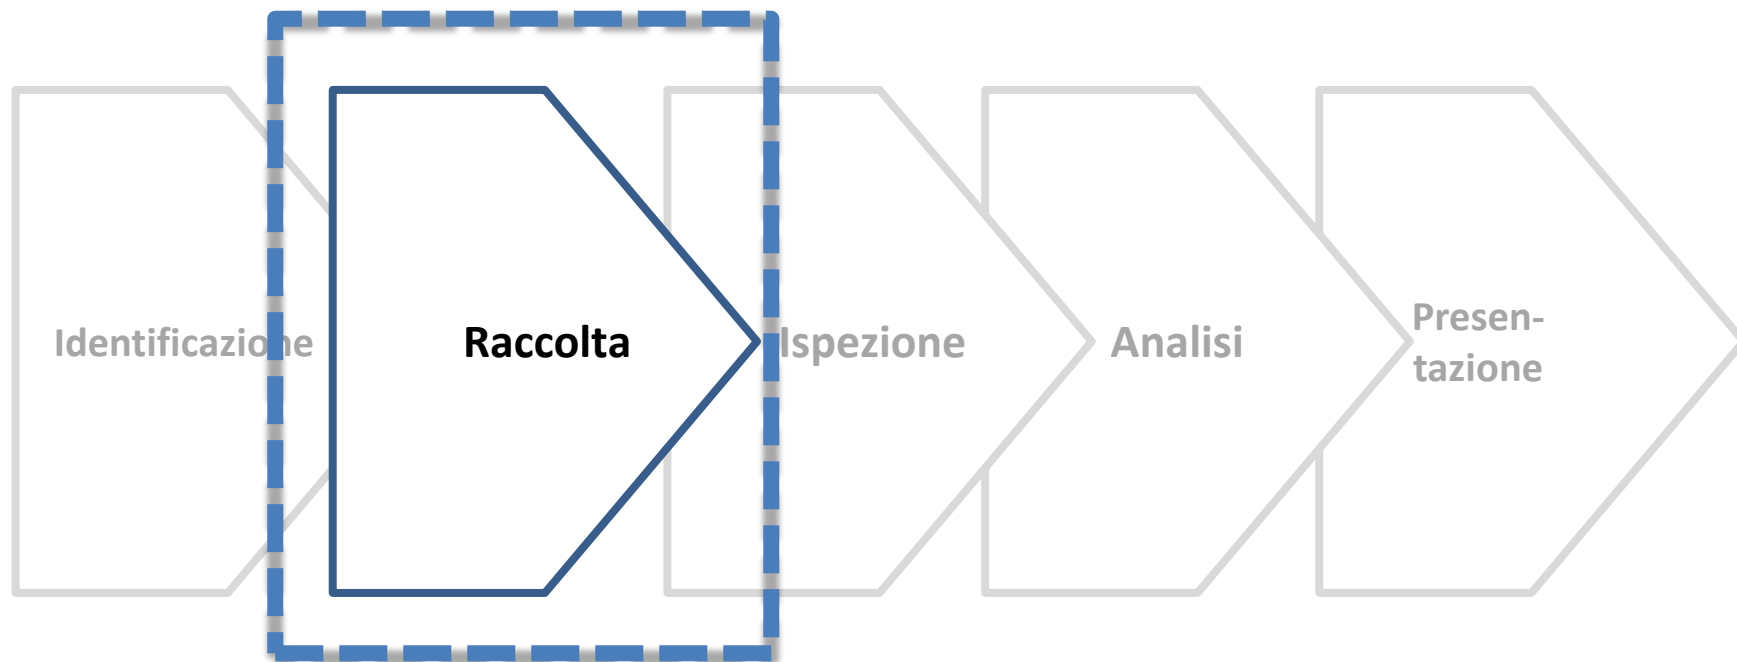 Identificazione
Raccolta
Ispezione
Analisi
Presen-
tazione